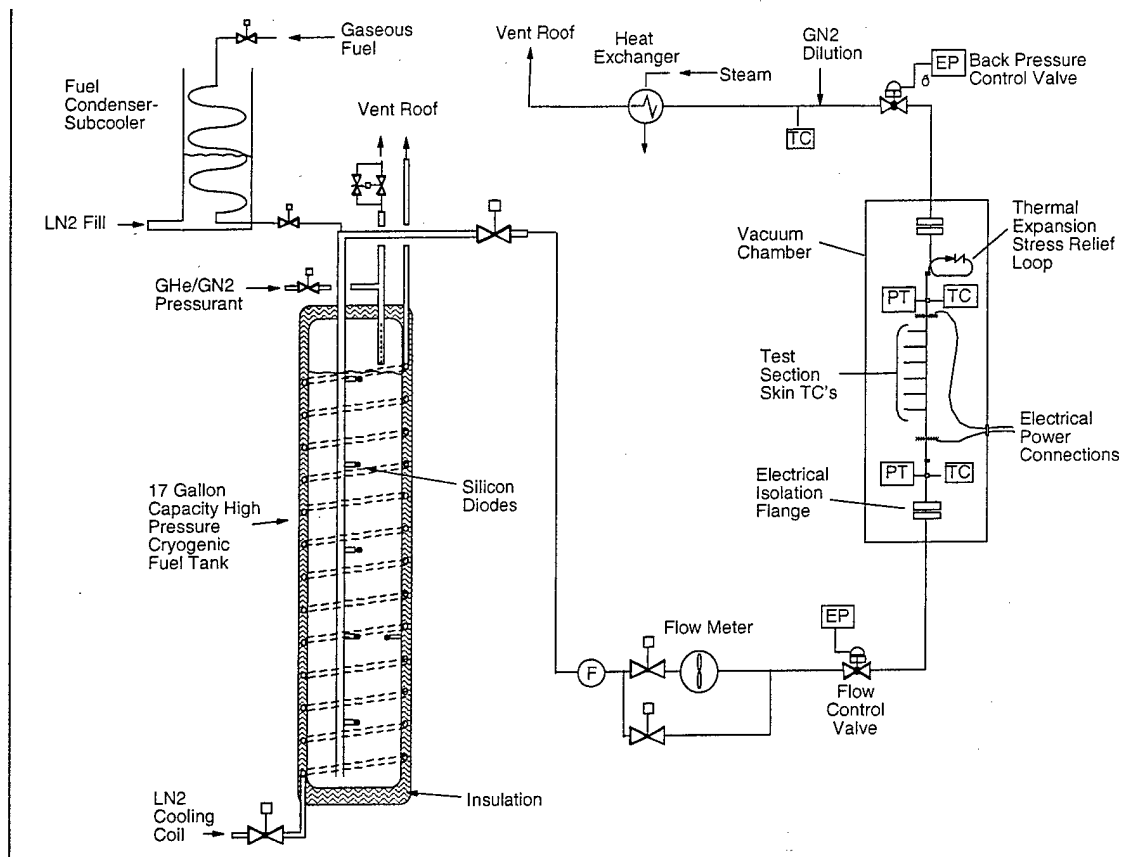 Gaseous
Fuel
Fuel
Condenser-
Subcooler
Vent Roof
LN2 Fill
GHe/GN2
Pressurant
17 Gallon
Capacity High
Pressure
Cryogenic
Fuel Tank
Silicon
Diodes
LN2
Cooling
Coil
Insulation
Vent Roof
Heat
Exchanger
Steam
GN2
Dilution
TC
EP
Back Pressure
Control Valve
Vacuum
Chamber
Thermal
Expansion
Stress Relief
Loop
PT
TC
Test
Section
Skin TC's
Electrical
Power
Connections
PT
TC
Electrical
Isolation
Flange
F
Flow Meter
EP
Flow
Control
Valve